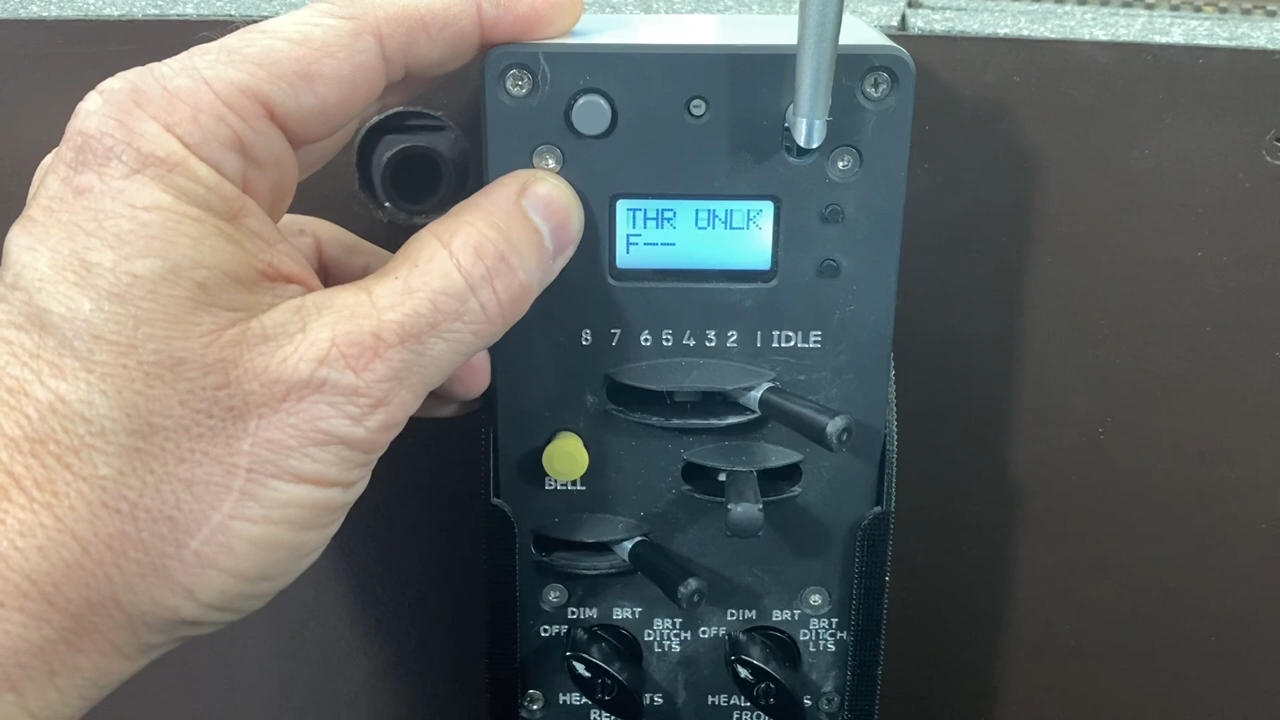 THR UNLK
F---
8 7 6 5 4 3 2 1 IDLE
BELL
OFF DIM BRT BRT DITCH LTS
OFF DIM BRT BRT DITCH LTS